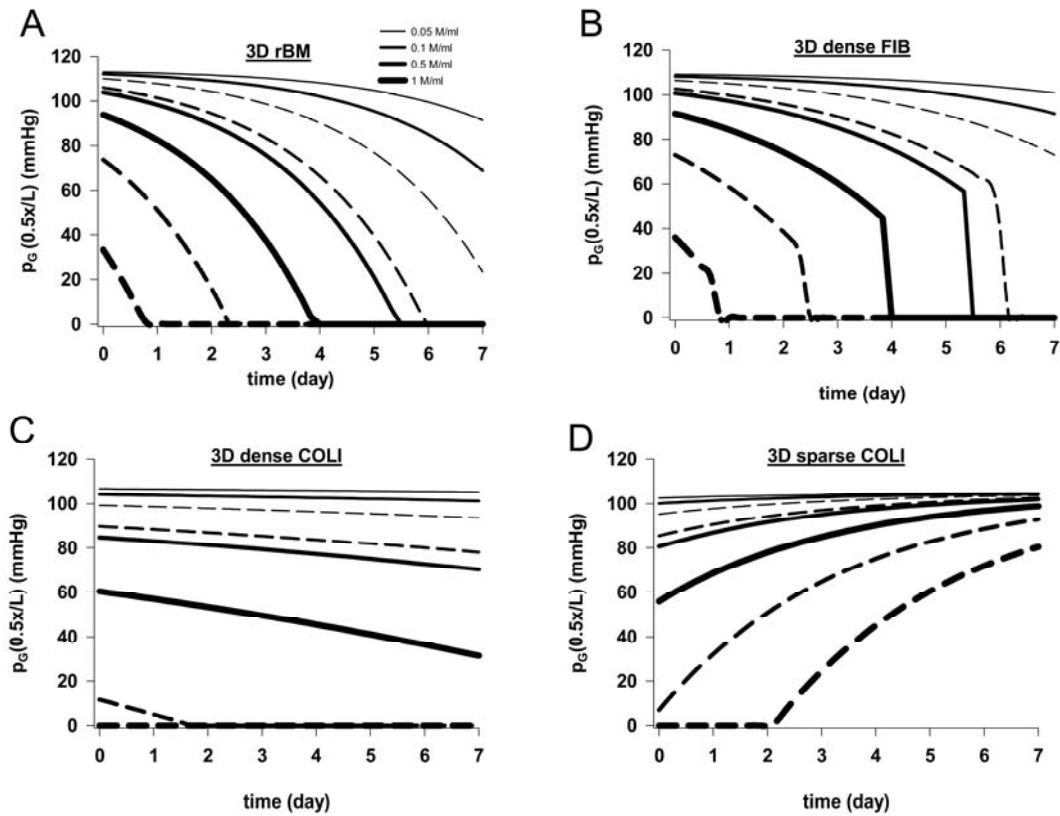 A
3D rBM
0.05 M/ml
0.1 M/ml
0.5 M/ml
1 M/ml
120
100
80
60
40
20
0
p_G (0.5x/L) (mmHg)
0 1 2 3 4 5 6 7
time (day)
B
3D dense FIB
120
100
80
60
40
20
0
p_G(0.5x/L) (mmHg)
0 1 2 3 4 5 6 7
time (day)
C
3D dense COLI
120
100
80
60
40
20
0
p_G(0.5x/L) (mmHg)
0 1 2 3 4 5 6 7
time (day)
D
3D sparse COLI
120
100
80
60
40
20
0
p_G(0.5x/L) (mmHg)
0 1 2 3 4 5 6 7
time (day)